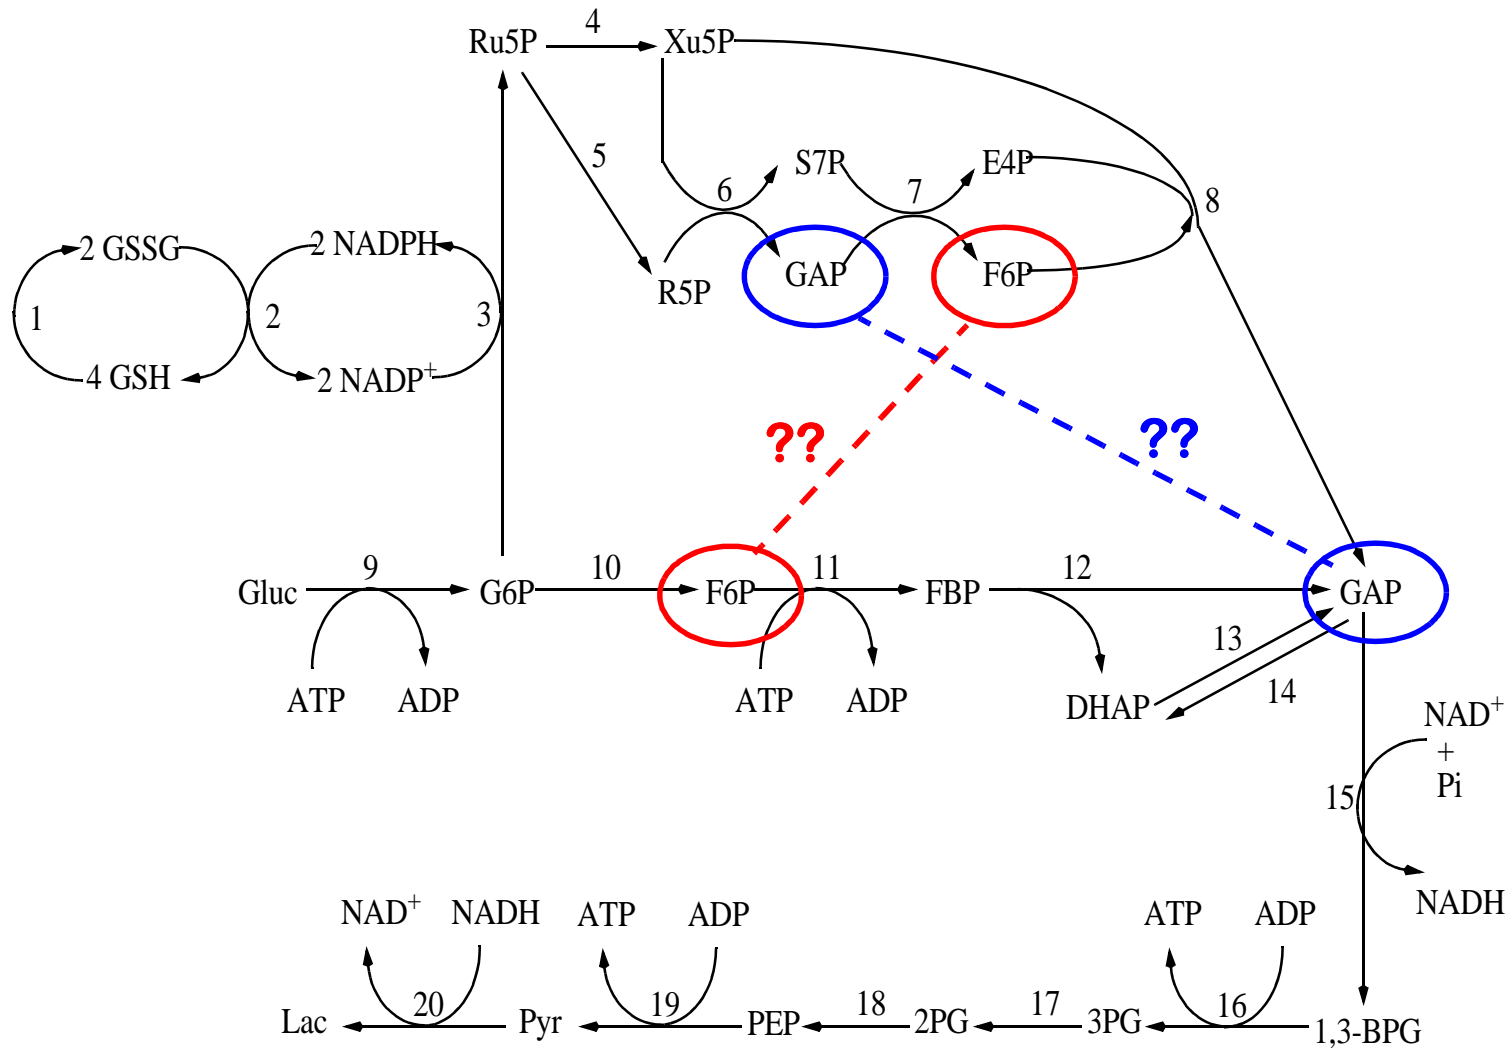 4
Ru5P
Xu5P
5
S7P
E4P
6
7
8
2 GSSG
2 NADPH
R5P
GAP
F6P
1
2
3
4 GSH
2 NADP+
??
??
9
10
11
12
Gluc
G6P
F6P
FBP
GAP
13
14
ATP
ADP
ATP
ADP
DHAP
NAD+
+
Pi
15
NADH
NAD+
NADH
ATP
ADP
ATP
ADP
20
19
18
17
16
Lac
Pyr
PEP
2PG
3PG
1,3-BPG